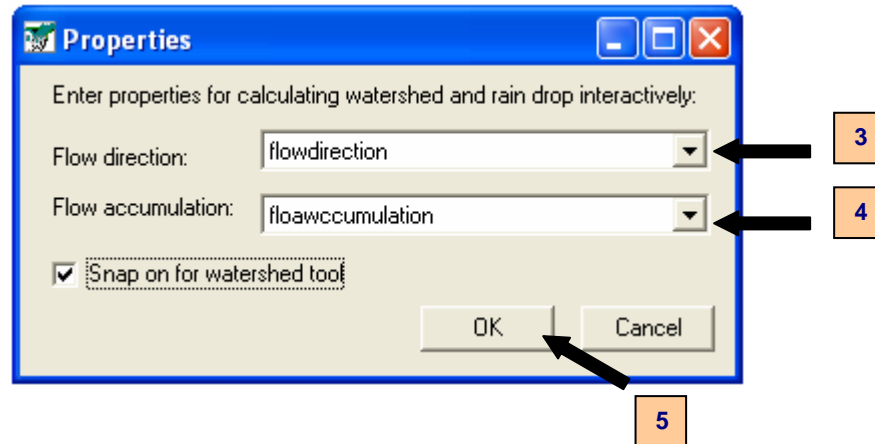 Properties
Enter properties for calculating watershed and rain drop interactively:
Flow direction: flowdirection
3
Flow accumulation: floawccumulation
4
Snap on for watershed tool
OK Cancel
5